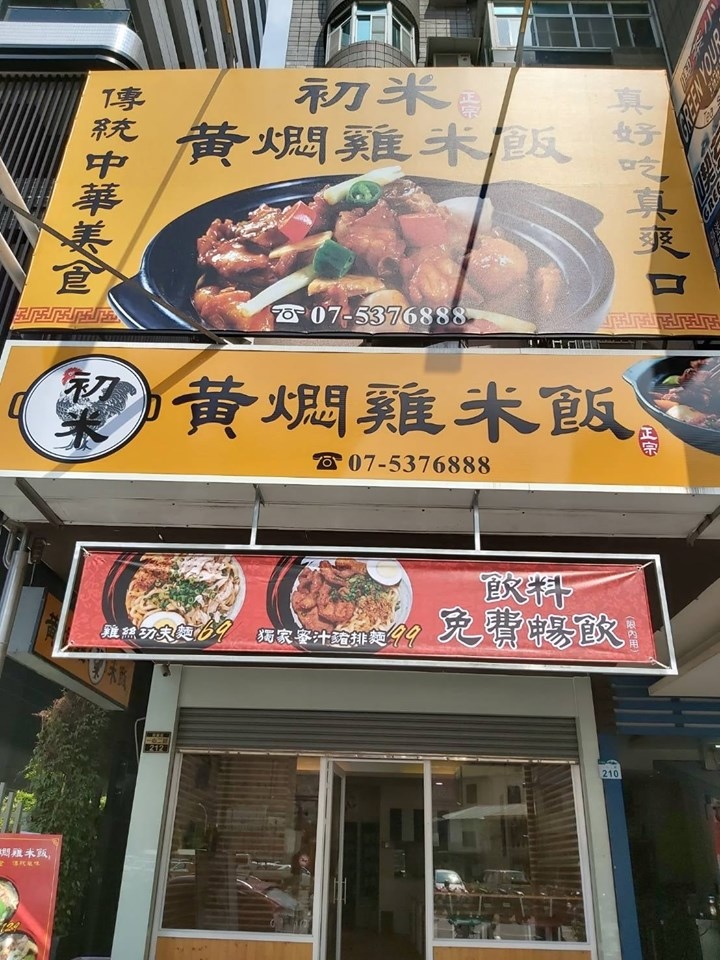 傳統中華美食
初米
正宗
黃燜雞米飯
真好吃真爽口
☎07-5376888
初米
黃燜雞米飯
正宗
☎07-5376888
雞絲功夫麵69
獨家蜜汁豬排麵99
飲料
免費暢飲
(限內用)
212
210
燜雞米飯